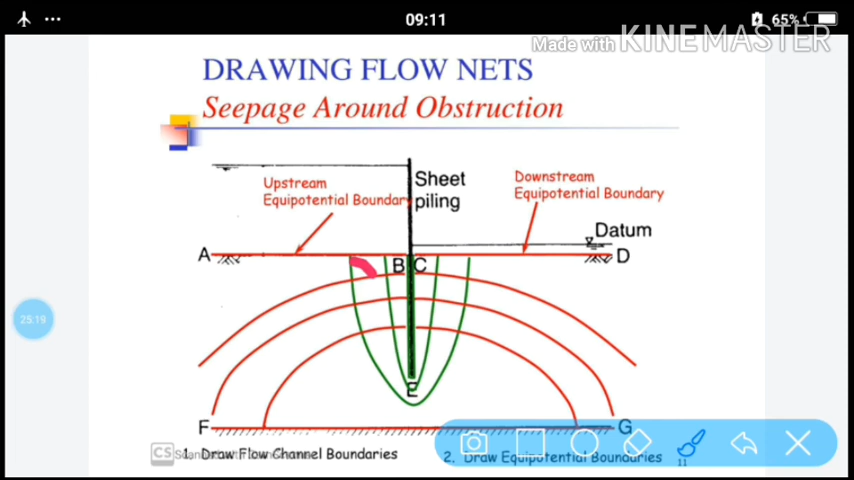 09:11
65%
Made with KINEMASTER
DRAWING FLOW NETS
Seepage Around Obstruction
Upstream
Equipotential Boundary
Sheet
piling
Downstream
Equipotential Boundary
Datum
A
B C
D
E
25:19
F
G
CS
1. Draw Flow Channel Boundaries
2. Draw Equipotential Boundaries
11